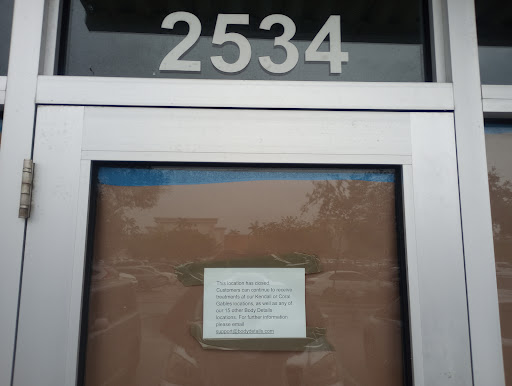 2534
This location has closed.
Customers can continue to receive
treatments at our Kendall or Coral
Gables locations, as well as any of
our 15 other Body Details
locations. For further information
please email
support@bodydetails.com